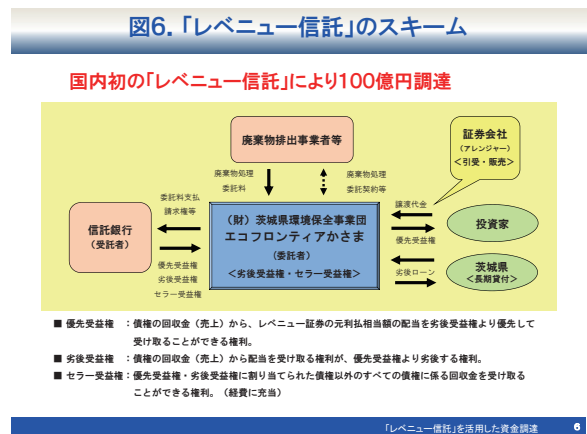 図6.「レベニュー信託」のスキーム
国内初の「レベニュー信託」により100億円調達
廃棄物排出事業者等
証券会社
(アレンジャー)
<引受・販売>
廃棄物処理
委託料
廃棄物処理
委託契約等
委託料支払
請求権等
譲渡代金
信託銀行
(受託者)
(財)茨城県環境保全事業団
エコフロンティアかさま
(委託者)
<劣後受益権・セラー受益権>
投資家
優先受益権
優先受益権
劣後受益権
セラー受益権
劣後ローン
茨城県
<長期貸付>
■ 優先受益権 :債権の回収金(売上)から、レベニュー証券の元利払相当額の配当を劣後受益権より優先して
受け取ることができる権利。
■ 劣後受益権 :債権の回収金(売上)から配当を受け取る権利が、優先受益権より劣後する権利。
■ セラー受益権:優先受益権・劣後受益権に割り当てられた債権以外のすべての債権に係る回収金を受け取る
ことができる権利。(経費に充当)
「レベニュー信託」を活用した資金調達 6